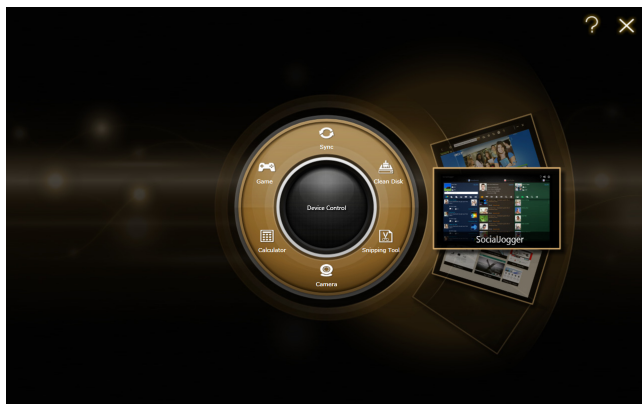 ?
Sync
Game
Clean Disk
Device Control
Calculator
Snipping Tool
Camera
SocialJogger